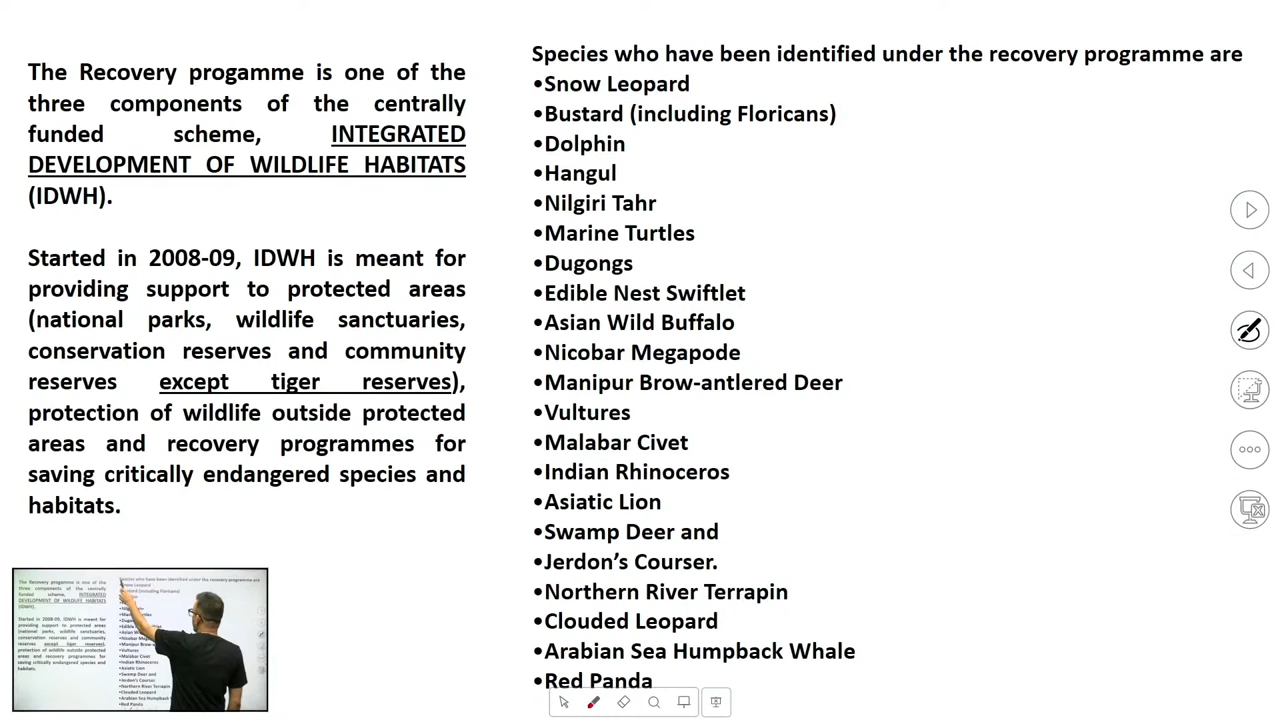 The Recovery progamme is one of the
three components of the centrally
funded scheme, INTEGRATED
DEVELOPMENT OF WILDLIFE HABITATS
(IDWH).
Started in 2008-09, IDWH is meant for
providing support to protected areas
(national parks, wildlife sanctuaries,
conservation reserves and community
reserves except tiger reserves),
protection of wildlife outside protected
areas and recovery programmes for
saving critically endangered species and
habitats.
Species who have been identified under the recovery programme are
•Snow Leopard
•Bustard (including Floricans)
•Dolphin
•Hangul
•Nilgiri Tahr
•Marine Turtles
•Dugongs
•Edible Nest Swiftlet
•Asian Wild Buffalo
•Nicobar Megapode
•Manipur Brow-antlered Deer
•Vultures
•Malabar Civet
•Indian Rhinoceros
•Asiatic Lion
•Swamp Deer and
•Jerdon’s Courser.
•Northern River Terrapin
•Clouded Leopard
•Arabian Sea Humpback Whale
•Red Panda